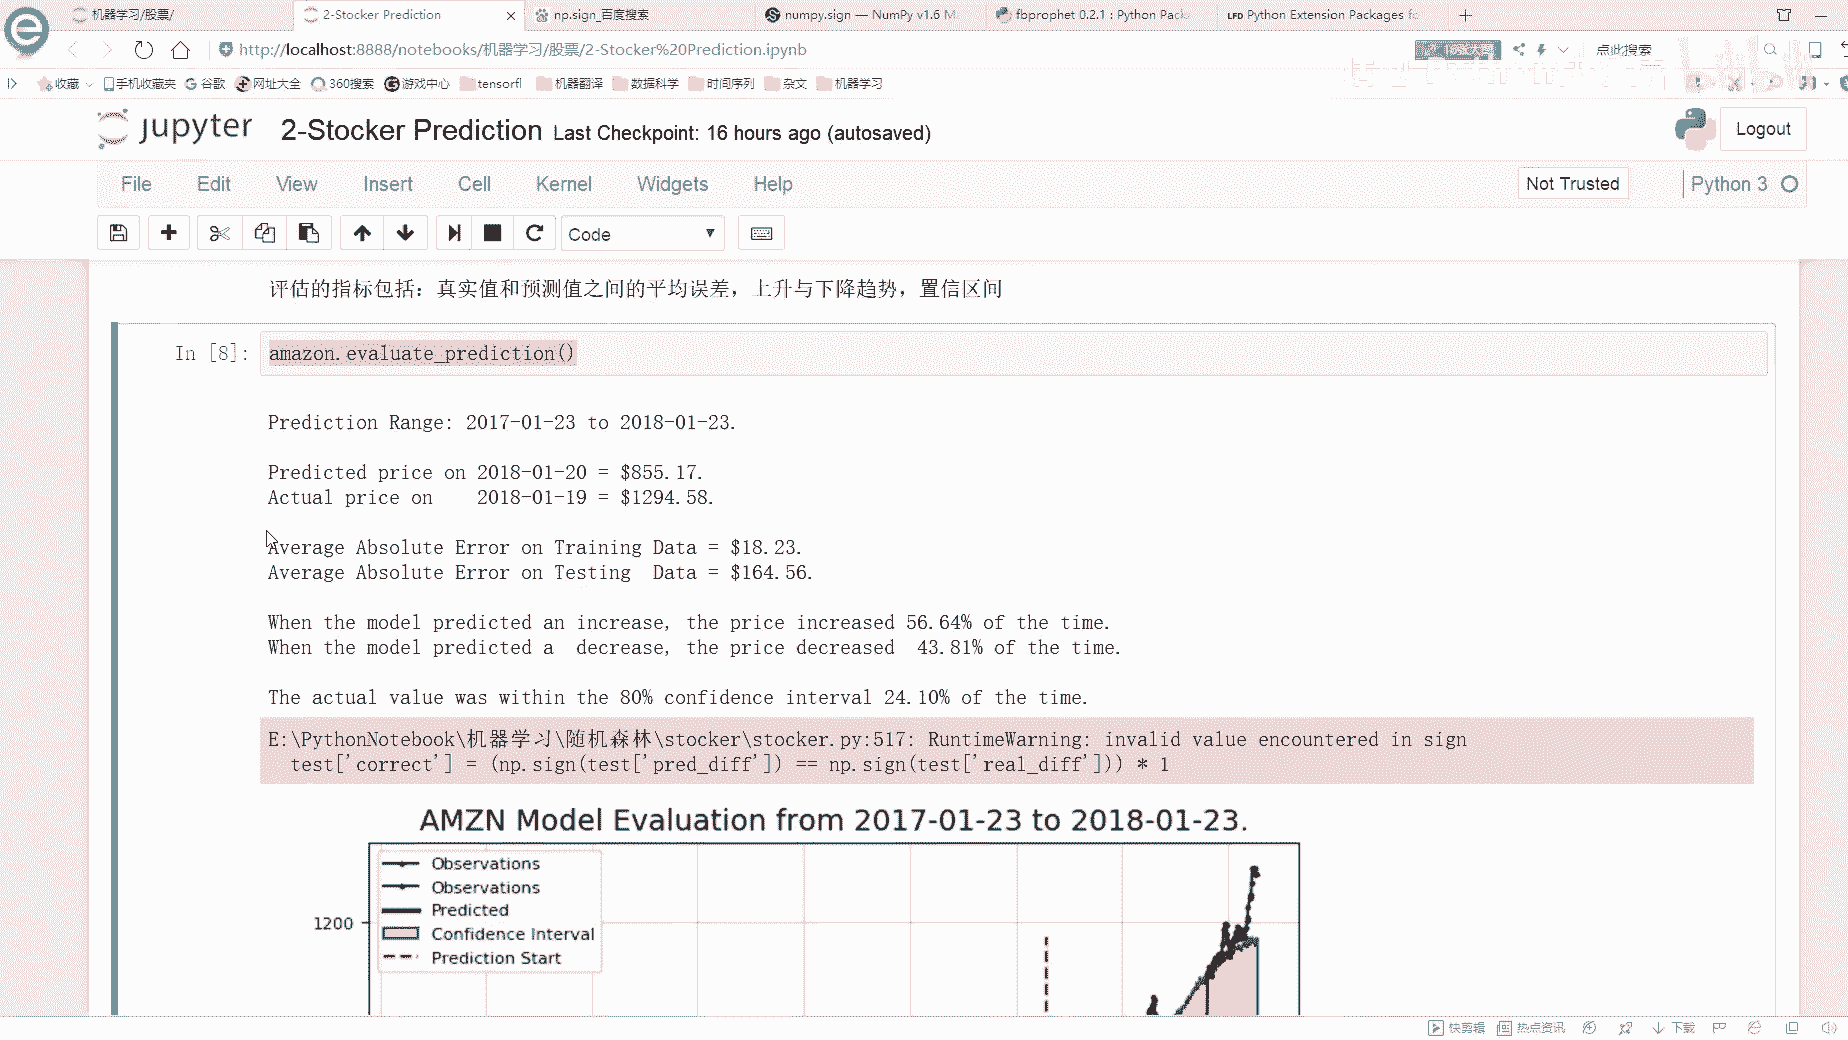 机器学习/股票/
2-Stocker Prediction
np.sign_百度搜索
numpy.sign — NumPy v1.6 M
fbprophet 0.2.1 : Python Pack
LFD Python Extension Packages fo
http://localhost:8888/notebooks/机器学习/股票/2-Stocker%20Prediction.ipynb
点此搜索
收藏 手机收藏夹 谷歌 网址大全 360搜索 游戏中心 tensorfl 机器翻译 数据科学 时间序列 杂文 机器学习
jupyter 2-Stocker Prediction Last Checkpoint: 16 hours ago (autosaved)
Logout
File Edit View Insert Cell Kernel Widgets Help
Not Trusted
Python 3
Code
评估的指标包括：真实值和预测值之间的平均误差，上升与下降趋势，置信区间
In [8]: amazon.evaluate_prediction()
Prediction Range: 2017-01-23 to 2018-01-23.
Predicted price on 2018-01-20 = $855.17.
Actual price on 2018-01-19 = $1294.58.
Average Absolute Error on Training Data = $18.23.
Average Absolute Error on Testing Data = $164.56.
When the model predicted an increase, the price increased 56.64% of the time.
When the model predicted a decrease, the price decreased 43.81% of the time.
The actual value was within the 80% confidence interval 24.10% of the time.
E:\PythonNotebook\机器学习\随机森林\stocker\stocker.py:517: RuntimeWarning: invalid value encountered in sign
test['correct'] = (np.sign(test['pred_diff']) == np.sign(test['real_diff'])) * 1
AMZN Model Evaluation from 2017-01-23 to 2018-01-23.
Observations
Observations
Predicted
Confidence Interval
Prediction Start
1200
快剪辑 热点资讯 下载